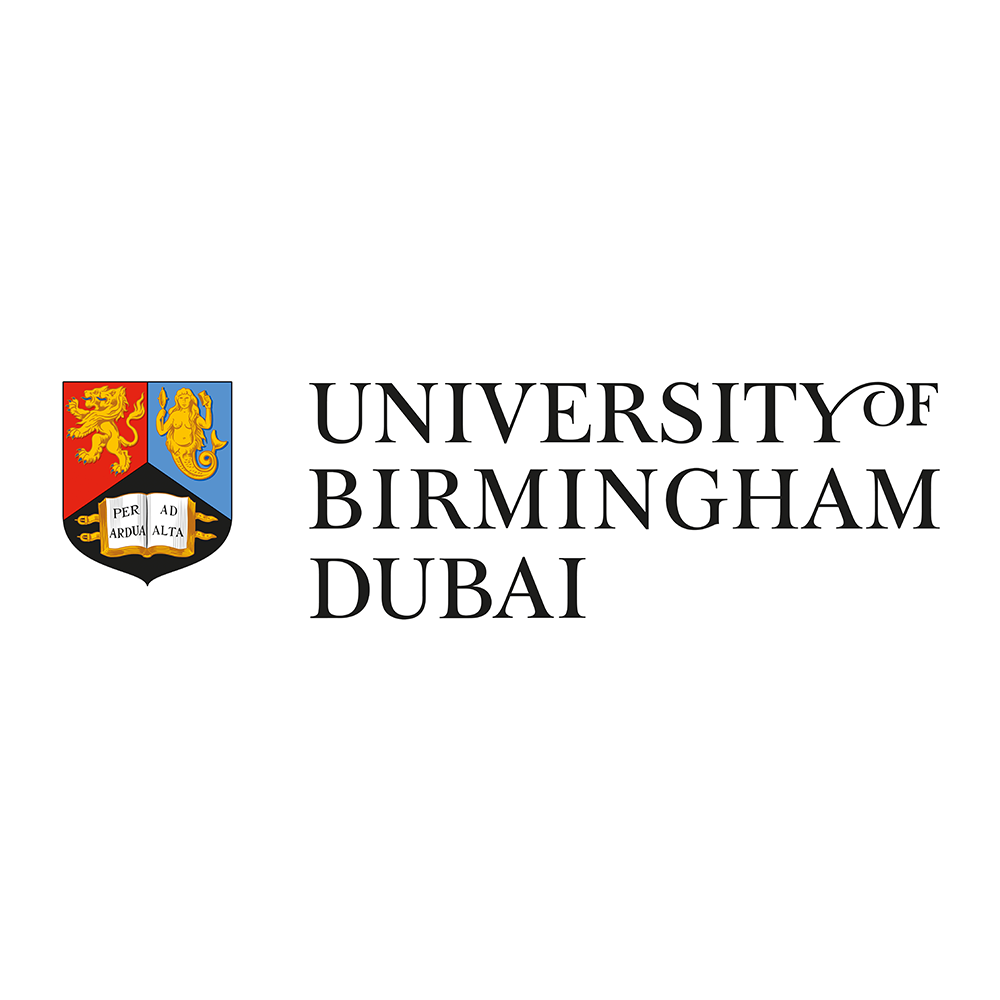 PER ARDUA
AD ALTA
UNIVERSITY OF
BIRMINGHAM
DUBAI